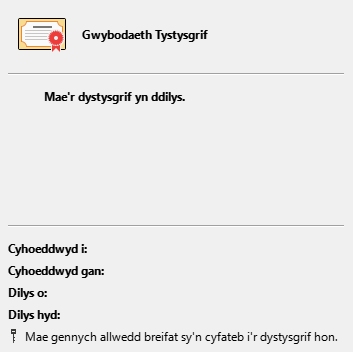 Gwybodaeth Tystysgrif
Mae'r dystysgrif yn ddilys.
Cyhoeddwyd i:
Cyhoeddwyd gan:
Dilys o:
Dilys hyd:
Mae gennych allwedd breifat sy'n cyfateb i'r dystysgrif hon.